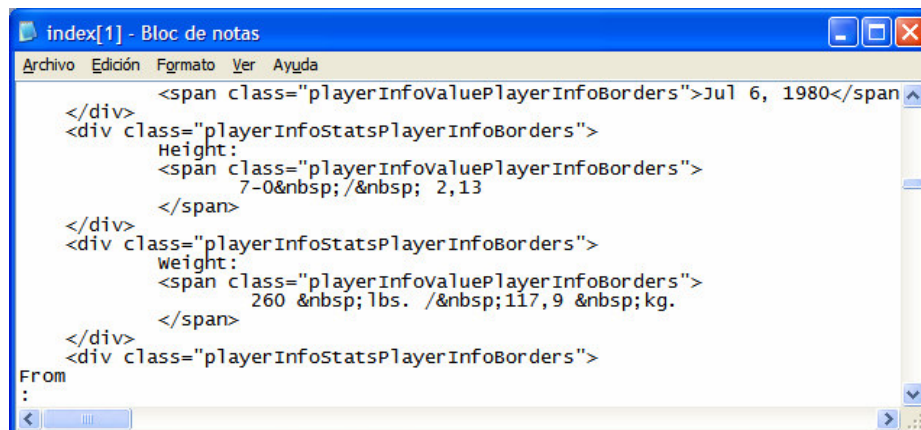 index[1] - Bloc de notas
Archivo Edición Formato Ver Ayuda
<span class="playerInfoValuePlayerInfoBorders">Jul 6, 1980</span
</div>
<div class="playerInfoStatsPlayerInfoBorders">
Height:
<span class="playerInfoValuePlayerInfoBorders">
7-0&nbsp;/&nbsp; 2,13
</span>
</div>
<div class="playerInfoStatsPlayerInfoBorders">
Weight:
<span class="playerInfoValuePlayerInfoBorders">
260 &nbsp;lbs. /&nbsp;117,9 &nbsp;kg.
</span>
</div>
<div class="playerInfoStatsPlayerInfoBorders">
From
: